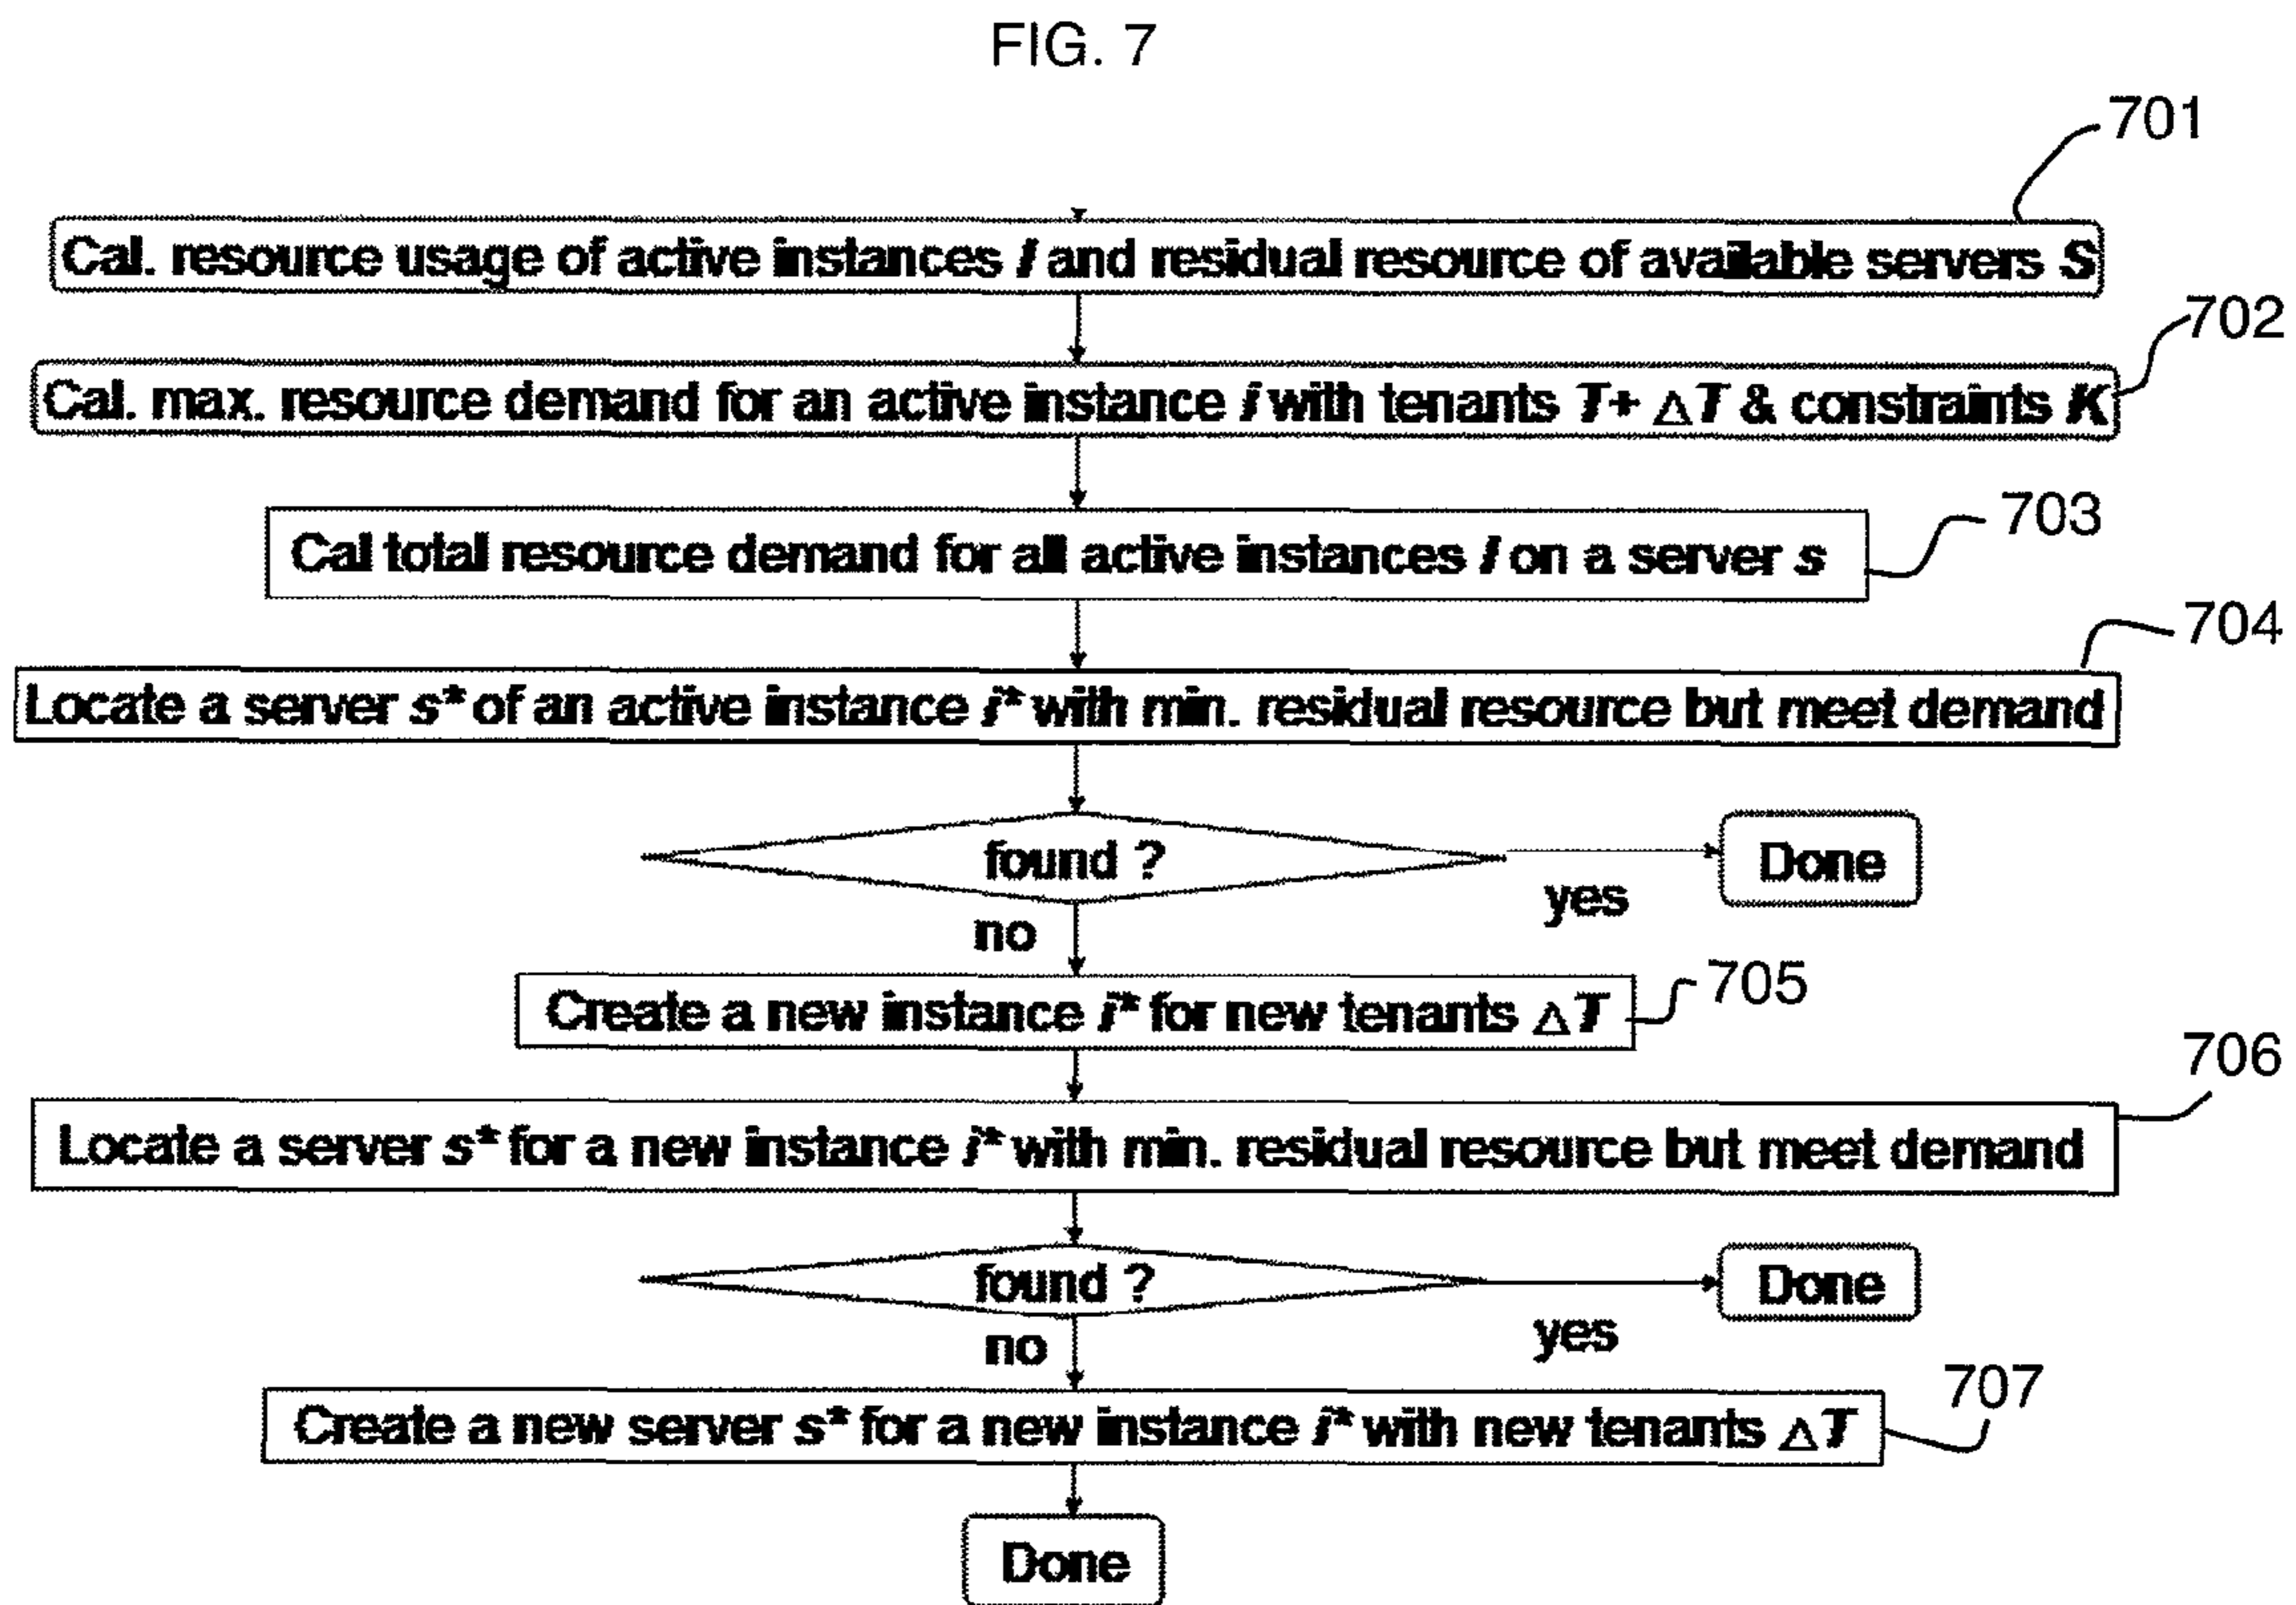 FIG. 7
701
Cal. resource usage of active instances I and residual resource of available servers S
702
Cal. max. resource demand for an active instance i with tenants T+ ΔT & constraints K
703
Cal total resource demand for all active instances I on a server s
704
Locate a server s* of an active instance i* with min. residual resource but meet demand
found ?
Done
yes
no
705
Create a new instance i* for new tenants ΔT
706
Locate a server s* for a new instance i* with min. residual resource but meet demand
found ?
Done
yes
no
707
Create a new server s* for a new instance i* with new tenants ΔT
Done